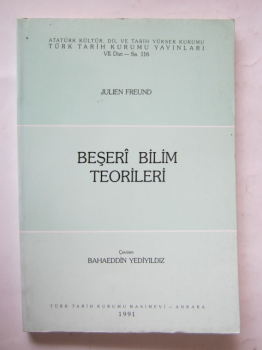 ATATÜRK KÜLTÜR, DİL VE TARİH YÜKSEK KURUMU
TÜRK TARİH KURUMU YAYINLARI
VII. Dizi — Sa. 116
JULIEN FREUND
BEŞERÎ BİLİM
TEORİLERİ
Çeviren
BAHAEDDİN YEDİYILDIZ
TÜRK TARİH KURUMU BASIMEVİ – ANKARA
1991